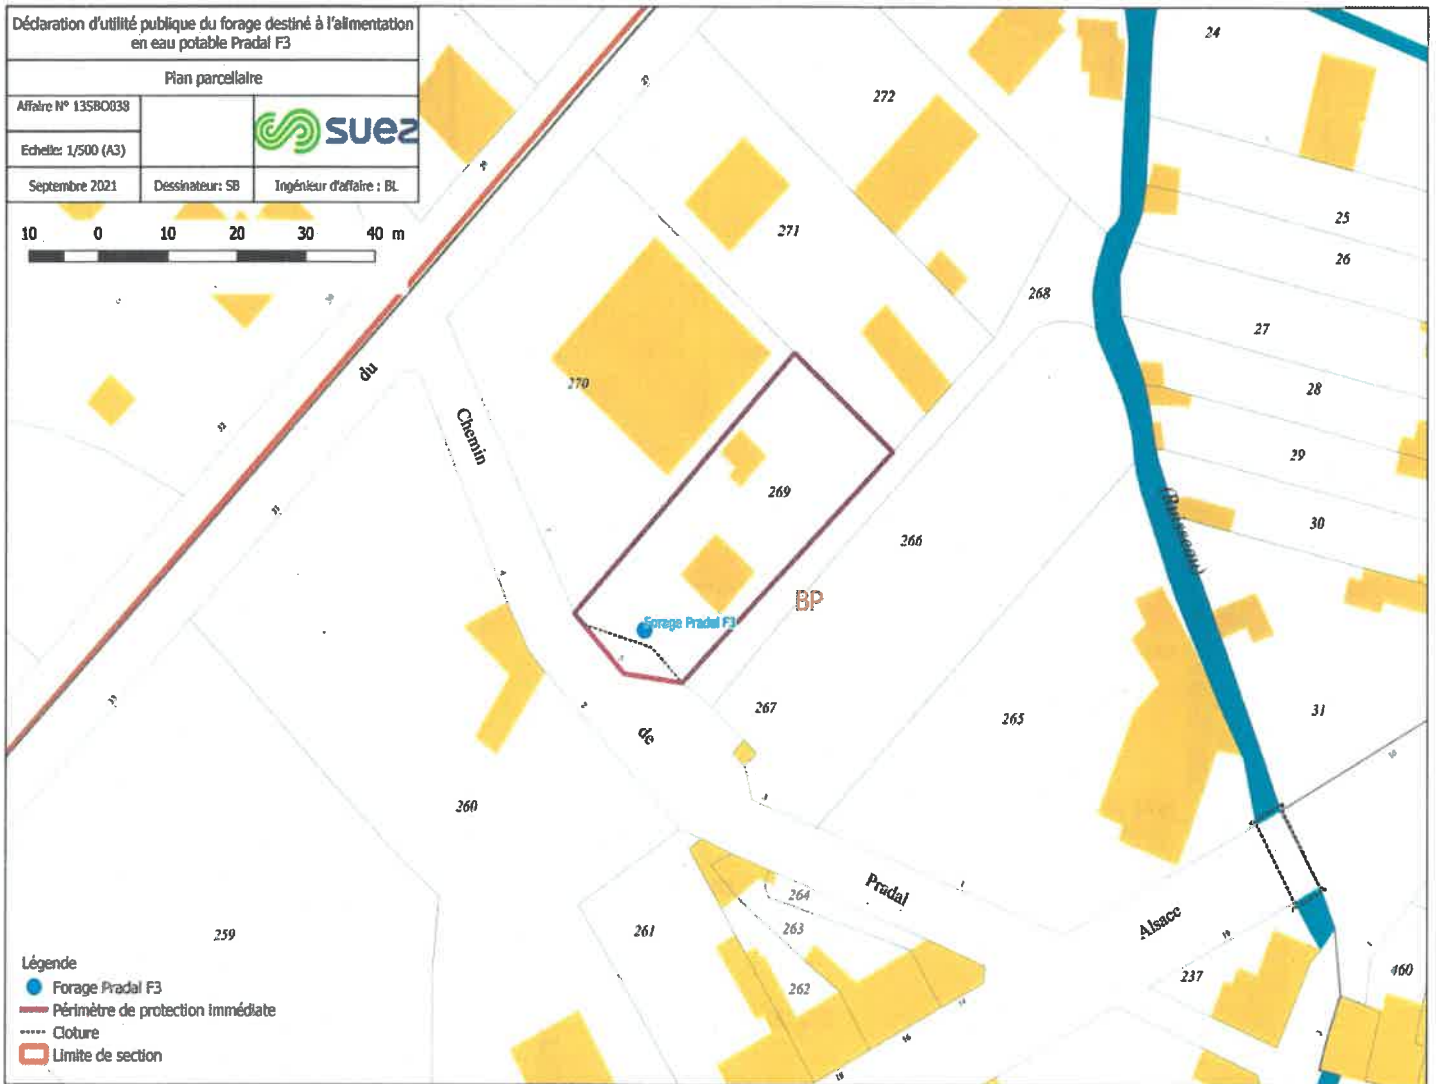 Déclaration d'utilité publique du forage destiné à l'alimentation
en eau potable Pradal F3
Plan parcellaire
Affaire N° 13SBO038
Echelle: 1/500 (A3)
suez
Septembre 2021
Dessinateur: SB
Ingénieur d'affaire : BL
10 0 10 20 30 40 m
24
272
25
271
26
268
27
du
270
28
Chemin
29
269
30
266
(Ruisseau)
BP
Forage Pradal F3
267
265
31
de
260
Pradal
264
Alsace
259
261
263
237
460
262
Légende
Forage Pradal F3
Périmètre de protection immédiate
Cloture
Limite de section